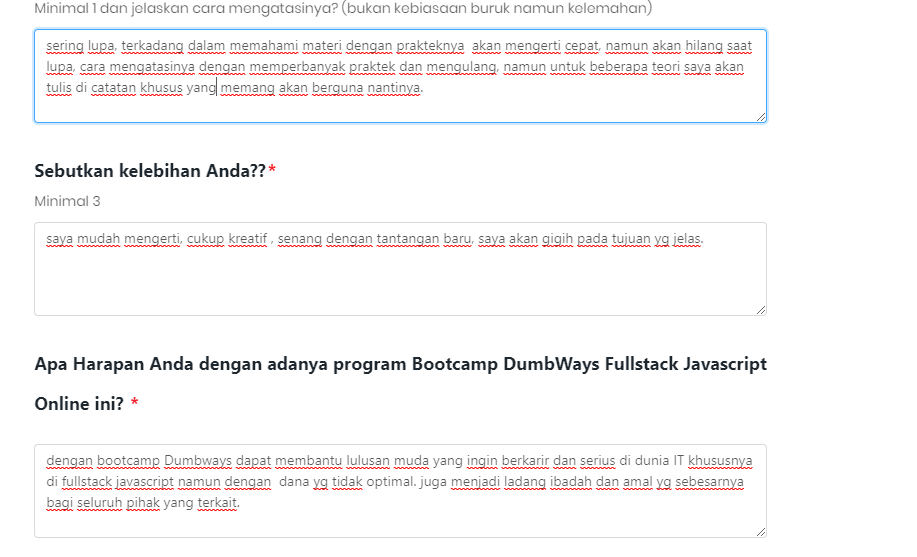 Minimal 1 dan jelaskan cara mengatasinya? (bukan kebiasaan buruk namun kelemahan)
sering lupa, terkadang dalam memahami materi dengan prakteknya akan mengerti cepat, namun akan hilang saat
lupa, cara mengatasinya dengan memperbanyak praktek dan mengulang, namun untuk beberapa teori saya akan
tulis di catatan khusus yang memang akan berguna nantinya.
Sebutkan kelebihan Anda??*
Minimal 3
saya mudah mengerti, cukup kreatif , senang dengan tantangan baru, saya akan gigih pada tujuan yg jelas.
Apa Harapan Anda dengan adanya program Bootcamp DumbWays Fullstack Javascript
Online ini? *
dengan bootcamp Dumbways dapat membantu lulusan muda yang ingin berkarir dan serius di dunia IT khususnya
di fullstack javascript namun dengan dana yg tidak optimal. juga menjadi ladang ibadah dan amal yg sebesarnya
bagi seluruh pihak yang terkait.